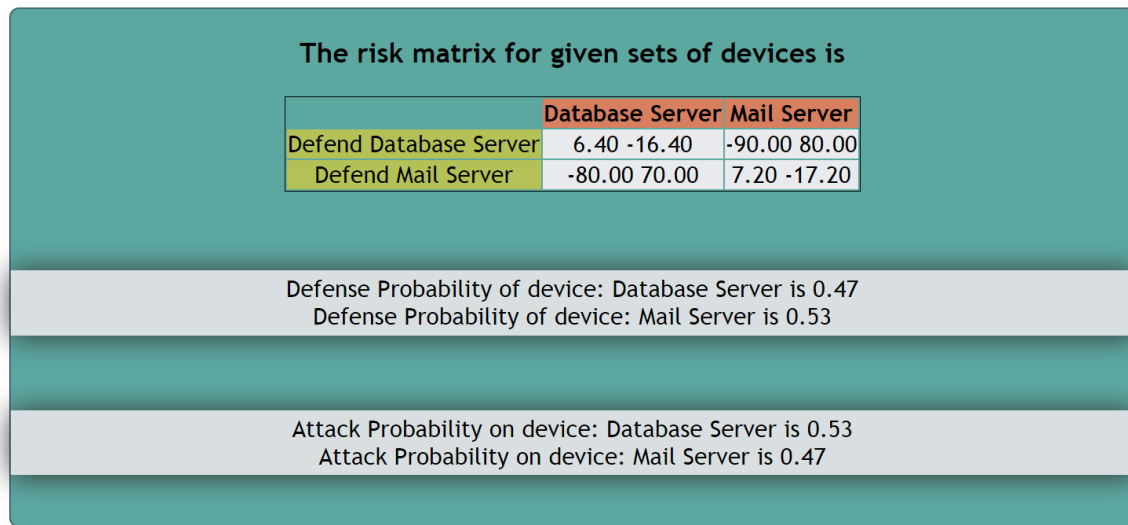 The risk matrix for given sets of devices is
Database Server Mail Server
Defend Database Server 6.40 -16.40 -90.00 80.00
Defend Mail Server -80.00 70.00 7.20 -17.20
Defense Probability of device: Database Server is 0.47
Defense Probability of device: Mail Server is 0.53
Attack Probability on device: Database Server is 0.53
Attack Probability on device: Mail Server is 0.47